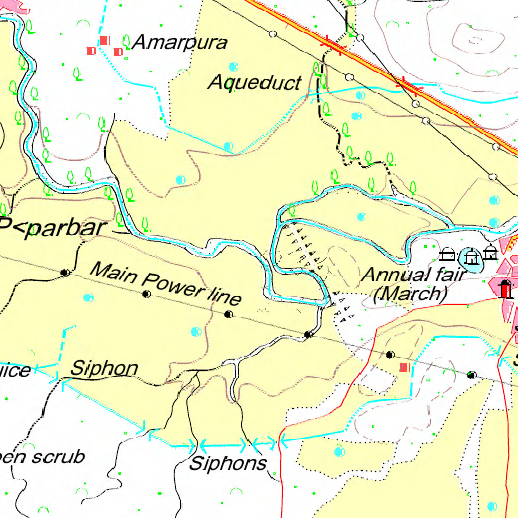 Amarpura
Aqueduct
P<parbar
Main Power line
Annual fair
(March)
uice
Siphon
pen scrub
Siphons